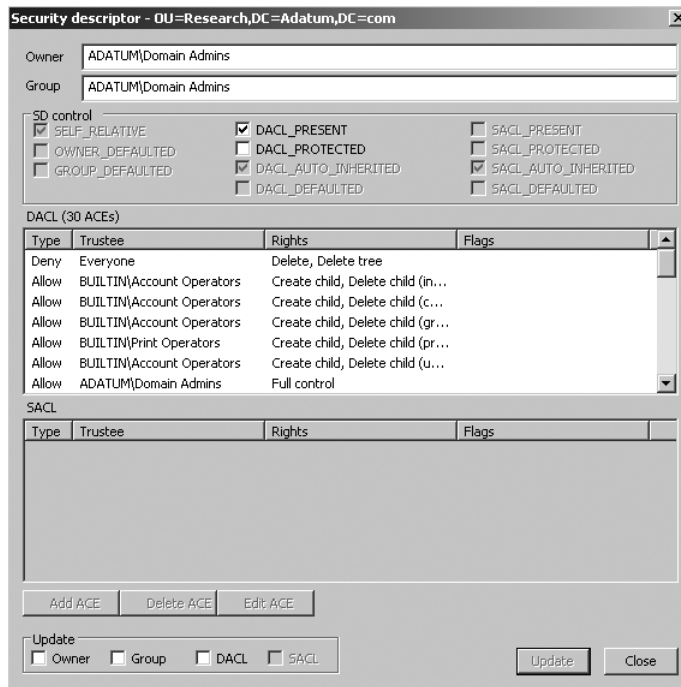 Security descriptor - OU=Research,DC=Adatum,DC=com
Owner ADATUM\Domain Admins
Group ADATUM\Domain Admins
SD control
SELF_RELATIVE DACL_PRESENT SACL_PRESENT
OWNER_DEFAULTED DACL_PROTECTED SACL_PROTECTED
GROUP_DEFAULTED DACL_AUTO_INHERITED SACL_AUTO_INHERITED
DACL_DEFAULTED SACL_DEFAULTED
DACL (30 ACEs)
Type Trustee Rights Flags
Deny Everyone Delete, Delete tree
Allow BUILTIN\Account Operators Create child, Delete child (in...
Allow BUILTIN\Account Operators Create child, Delete child (c...
Allow BUILTIN\Account Operators Create child, Delete child (gr...
Allow BUILTIN\Print Operators Create child, Delete child (pr...
Allow BUILTIN\Account Operators Create child, Delete child (u...
Allow ADATUM\Domain Admins Full control
SACL
Type Trustee Rights Flags
Add ACE Delete ACE Edit ACE
Update
Owner Group DACL SACL Update Close